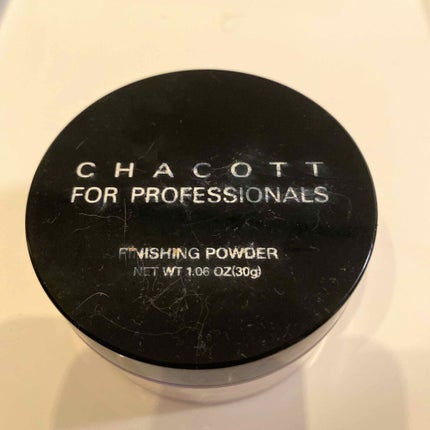 CHACOTT
FOR PROFESSIONALS
FINISHING POWDER
NET WT 1.06 OZ(30g)